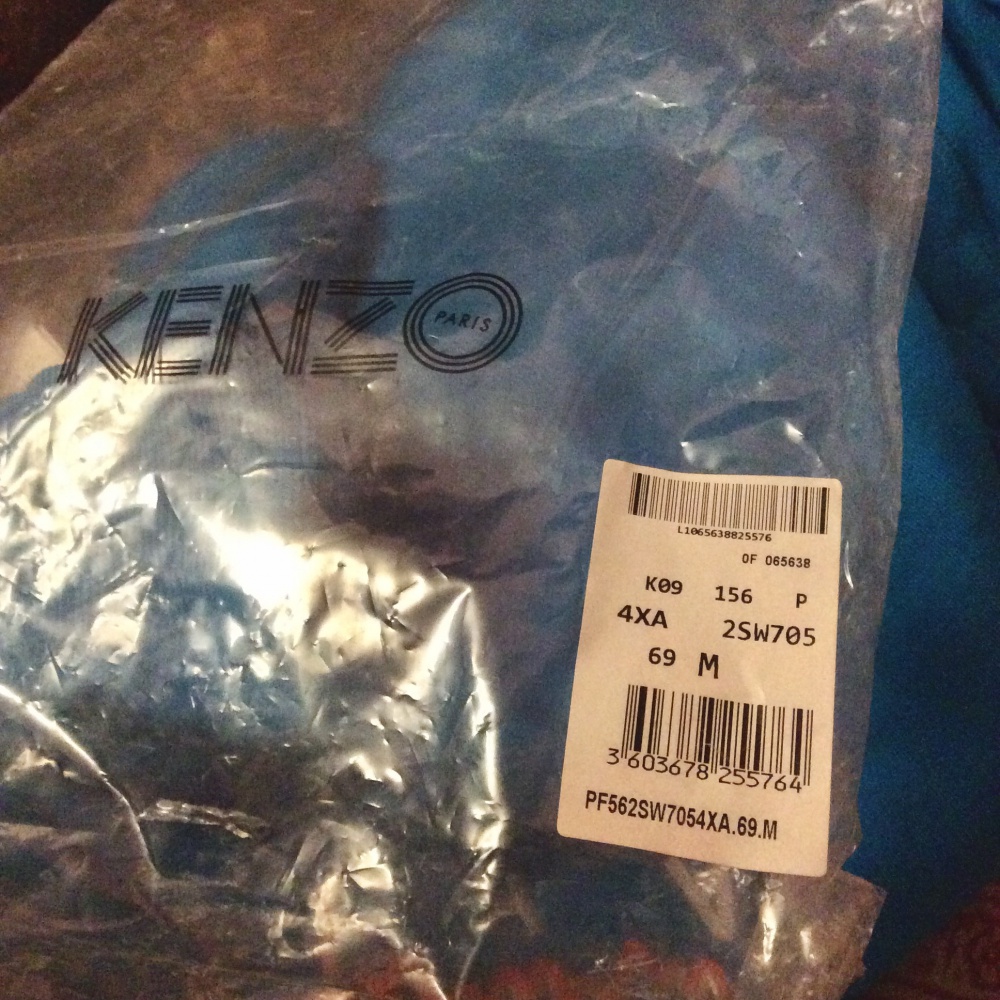 KENZO
PARIS
L1065638825576
OF 065638
K09 156 P
4XA 2SW705
69 M
3 603678 255764
PF562SW7054XA.69.M